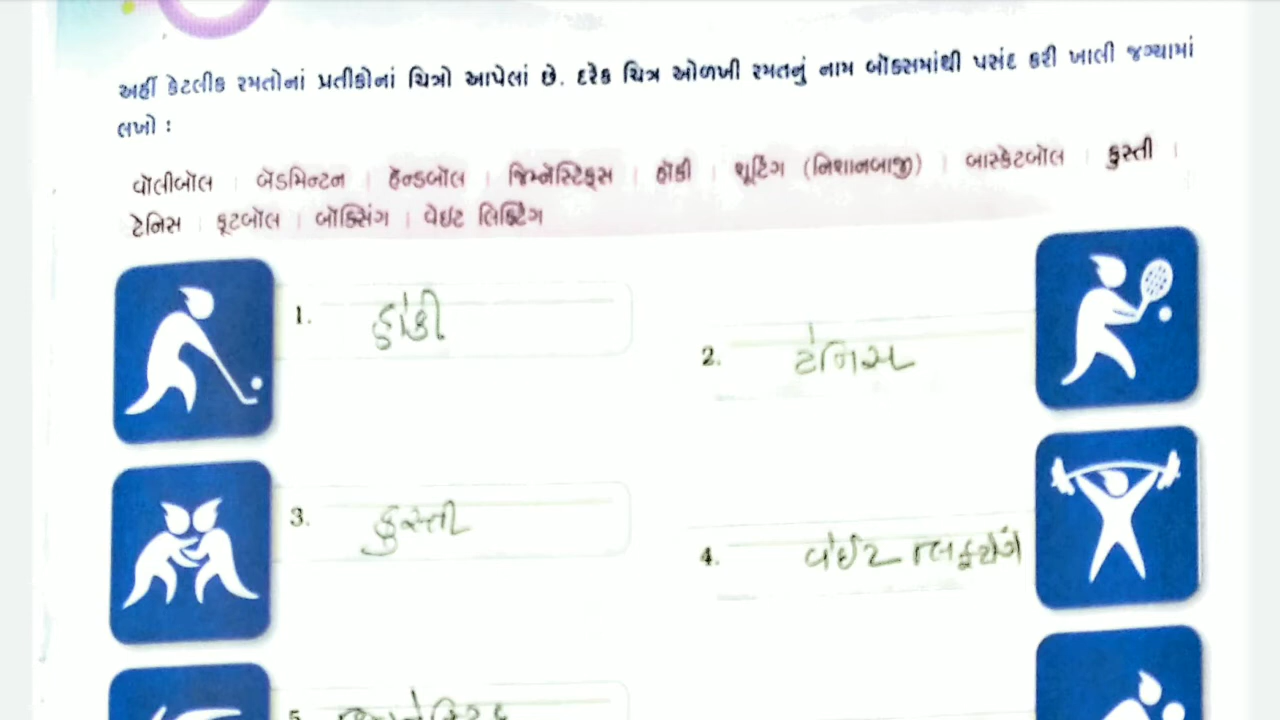 અહીં કેટલીક રમતોનાં પ્રતીકોનાં ચિત્રો આપેલાં છે. દરેક ચિત્ર ઓળખી રમતનું નામ બૉક્સમાંથી પસંદ કરી ખાલી જગ્યામાં
લખો :
વૉલીબૉલ | બૅડમિન્ટન | હૅન્ડબૉલ | જિમ્નૅસ્ટિક્સ | હૉકી | શૂટિંગ (નિશાનબાજી) | બાસ્કેટબૉલ | કુસ્તી |
ટેનિસ | ફૂટબૉલ | બૉક્સિંગ | વેઇટ લિફ્ટિંગ
1. હૉકી
2. ટેનિસ
3. કુસ્તી
4. વેઈટ
5.